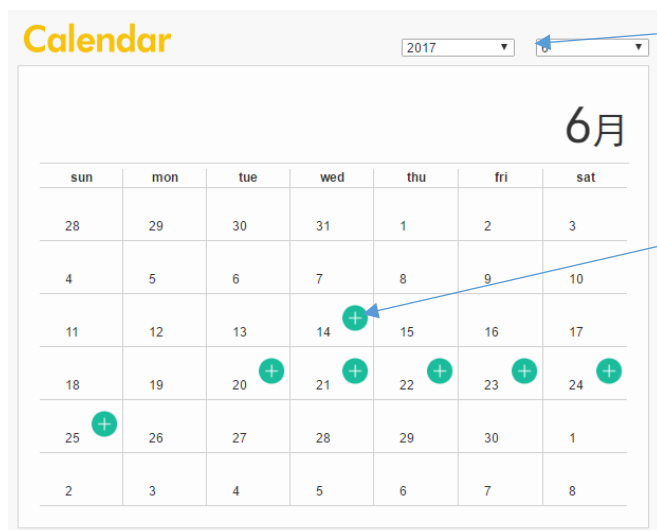 Calendar
2017 6
6月
sun mon tue wed thu fri sat
28 29 30 31 1 2 3
4 5 6 7 8 9 10
11 12 13 14 15 16 17
18 19 20 21 22 23 24
25 26 27 28 29 30 1
2 3 4 5 6 7 8